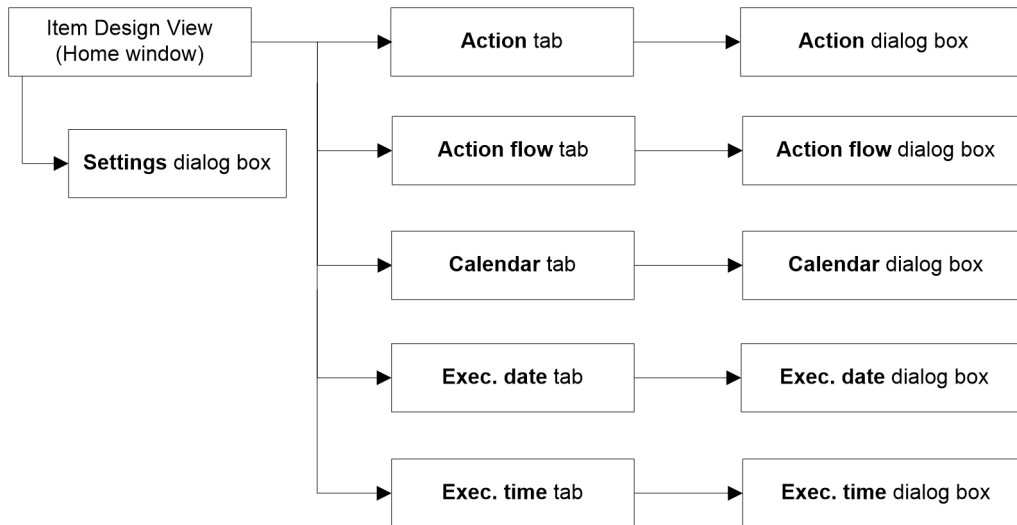 Item Design View
(Home window)
Action tab
Action dialog box
Action flow tab
Action flow dialog box
Settings dialog box
Calendar tab
Calendar dialog box
Exec. date tab
Exec. date dialog box
Exec. time tab
Exec. time dialog box